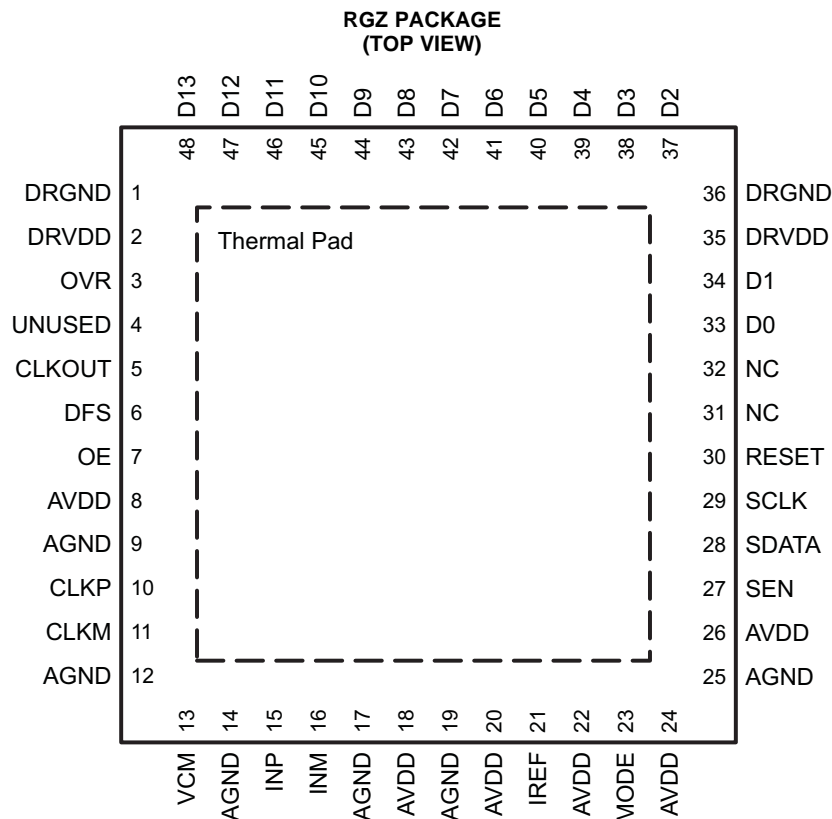 RGZ PACKAGE
(TOP VIEW)
D13 D12 D11 D10 D9 D8 D7 D6 D5 D4 D3 D2
48 47 46 45 44 43 42 41 40 39 38 37
DRGND 1
DRVDD 2
OVR 3
UNUSED 4
CLKOUT 5
DFS 6
OE 7
AVDD 8
AGND 9
CLKP 10
CLKM 11
AGND 12
Thermal Pad
36 DRGND
35 DRVDD
34 D1
33 D0
32 NC
31 NC
30 RESET
29 SCLK
28 SDATA
27 SEN
26 AVDD
25 AGND
13 14 15 16 17 18 19 20 21 22 23 24
VCM AGND INP INM AGND AVDD AGND AVDD IREF AVDD MODE AVDD